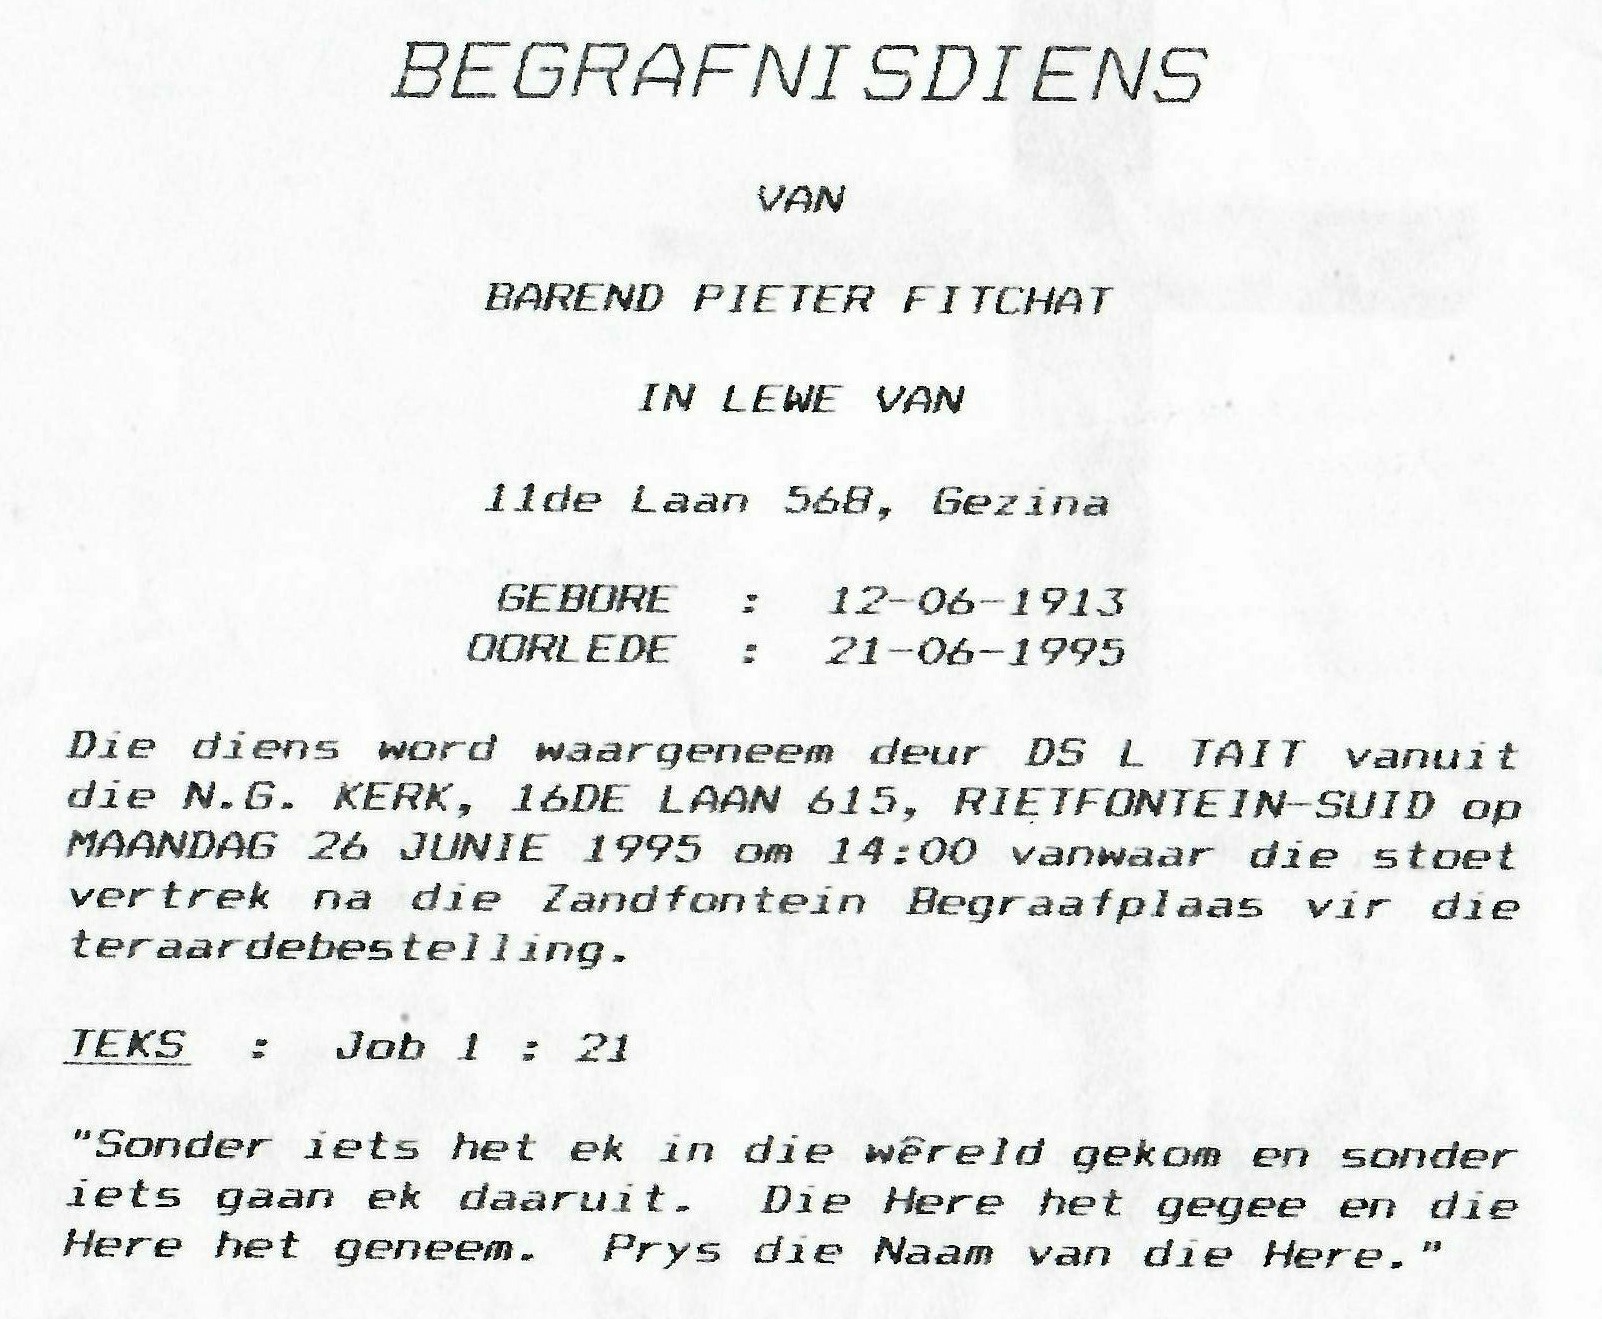 BEGRAFNISDIENS
VAN
BAREND PIETER FITCHAT
IN LEWE VAN
11de Laan 568, Gezina
GEBORE : 12-06-1913
OORLEDE : 21-06-1995
Die diens word waargeneem deur DS L TAIT vanuit
die N.G. KERK, 16DE LAAN 615, RIETFONTEIN-SUID op
MAANDAG 26 JUNIE 1995 om 14:00 vanwaar die stoet
vertrek na die Zandfontein Begraafplaas vir die
teraardebestelling.
TEKS : Job 1 : 21
"Sonder iets het ek in die wêreld gekom en sonder
iets gaan ek daaruit. Die Here het gegee en die
Here het geneem. Prys die Naam van die Here."